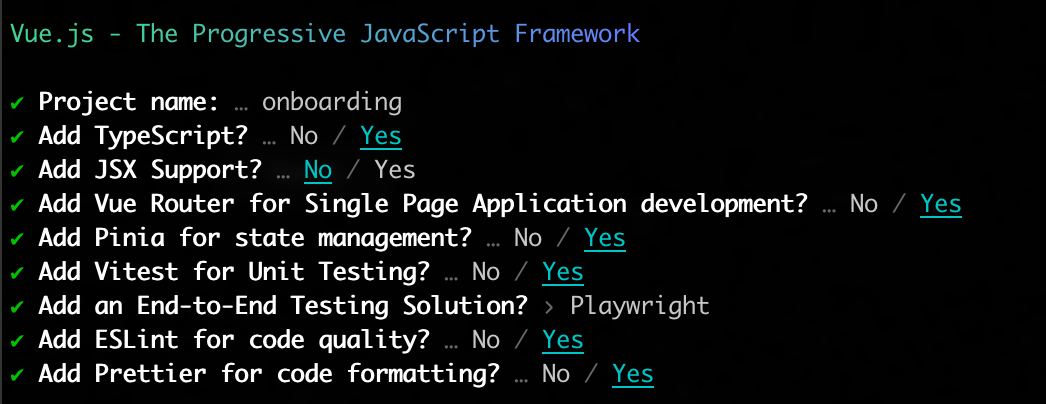 Vue.js - The Progressive JavaScript Framework
✔ Project name: … onboarding
✔ Add TypeScript? … No / Yes
✔ Add JSX Support? … No / Yes
✔ Add Vue Router for Single Page Application development? … No / Yes
✔ Add Pinia for state management? … No / Yes
✔ Add Vitest for Unit Testing? … No / Yes
✔ Add an End-to-End Testing Solution? › Playwright
✔ Add ESLint for code quality? … No / Yes
✔ Add Prettier for code formatting? … No / Yes